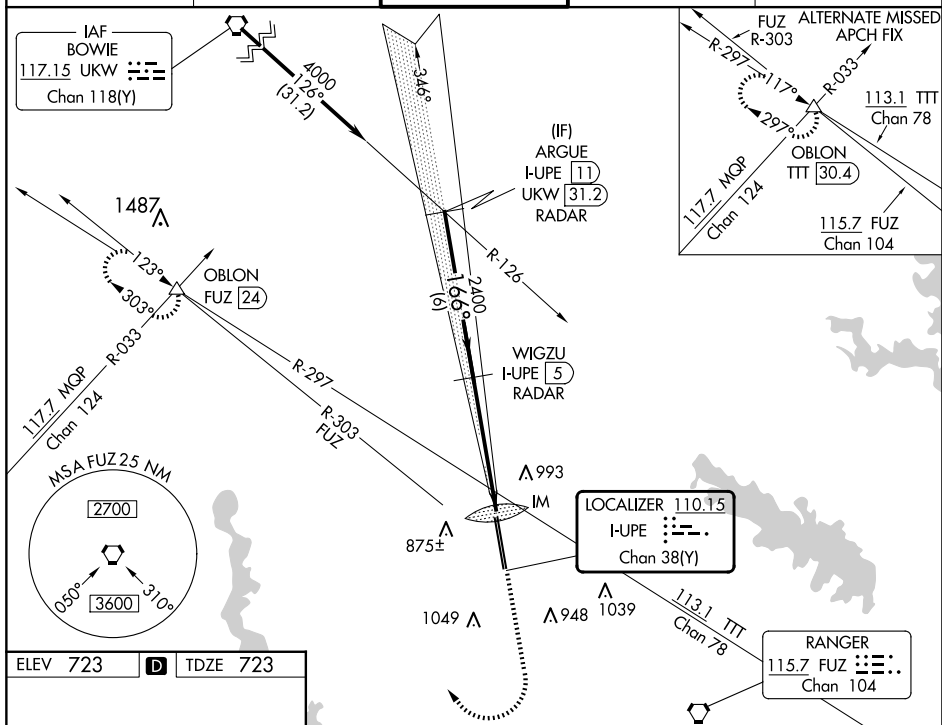 IAF
BOWIE
117.15 UKW
Chan 118(Y)
4000
126°
(31.2)
346°
(IF)
ARGUE
I-UPE 11
UKW 31.2
RADAR
R-126
2400
166°
(6)
WIGZU
I-UPE 5
RADAR
FUZ
R-303
ALTERNATE MISSED
APCH FIX
R-297
117°
R-033
297°
113.1 TTT
Chan 78
OBLON
TTT 30.4
117.7 MQP
Chan 124
115.7 FUZ
Chan 104
1487
123°
303°
OBLON
FUZ 24
R-033
117.7 MQP
Chan 124
R-297
R-303
FUZ
MSA FUZ 25 NM
2700
050°
310°
3600
993
IM
875±
LOCALIZER 110.15
I-UPE
Chan 38(Y)
1049
948
1039
113.1 TTT
Chan 78
RANGER
115.7 FUZ
Chan 104
ELEV 723 D TDZE 723